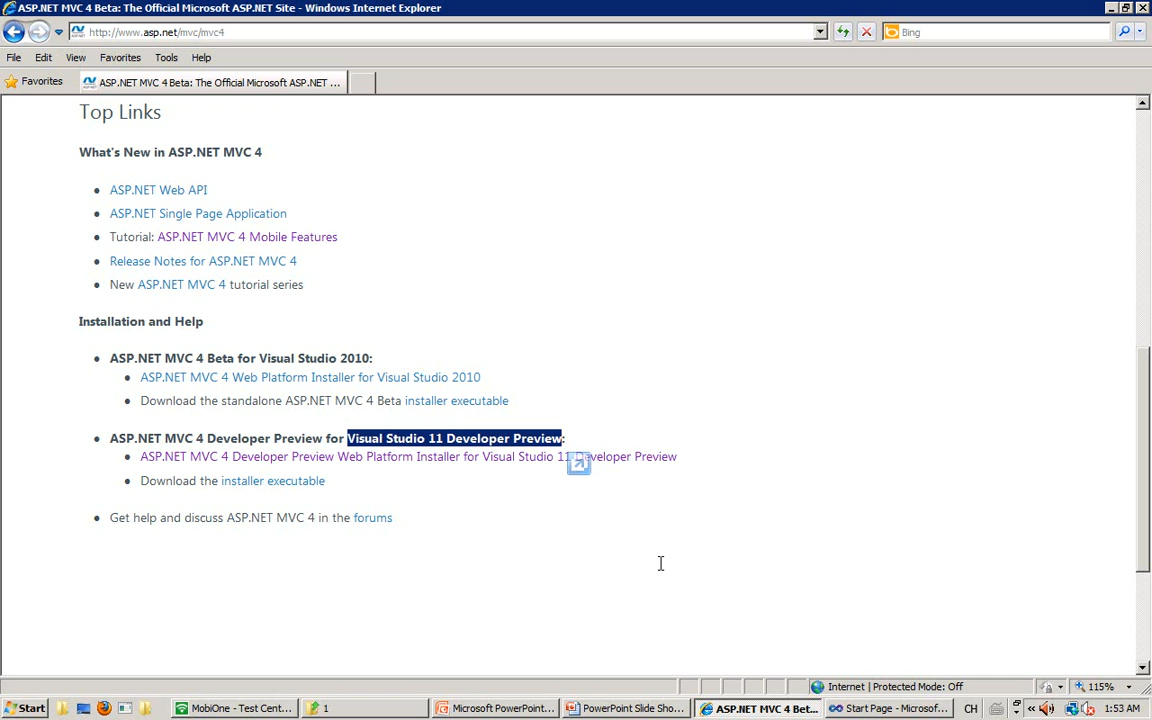 ASP.NET MVC 4 Beta: The Official Microsoft ASP.NET Site - Windows Internet Explorer
http://www.asp.net/mvc/mvc4
Bing
File Edit View Favorites Tools Help
Favorites
ASP.NET MVC 4 Beta: The Official Microsoft ASP.NET ...
Top Links
What's New in ASP.NET MVC 4
ASP.NET Web API
ASP.NET Single Page Application
Tutorial: ASP.NET MVC 4 Mobile Features
Release Notes for ASP.NET MVC 4
New ASP.NET MVC 4 tutorial series
Installation and Help
ASP.NET MVC 4 Beta for Visual Studio 2010:
ASP.NET MVC 4 Web Platform Installer for Visual Studio 2010
Download the standalone ASP.NET MVC 4 Beta installer executable
ASP.NET MVC 4 Developer Preview for Visual Studio 11 Developer Preview:
ASP.NET MVC 4 Developer Preview Web Platform Installer for Visual Studio 11 Developer Preview
Download the installer executable
Get help and discuss ASP.NET MVC 4 in the forums
Internet | Protected Mode: Off
115%
Start
MobiOne - Test Cent...
1
Microsoft PowerPoint...
PowerPoint Slide Sho...
ASP.NET MVC 4 Bet...
Start Page - Microsof...
CH
1:53 AM